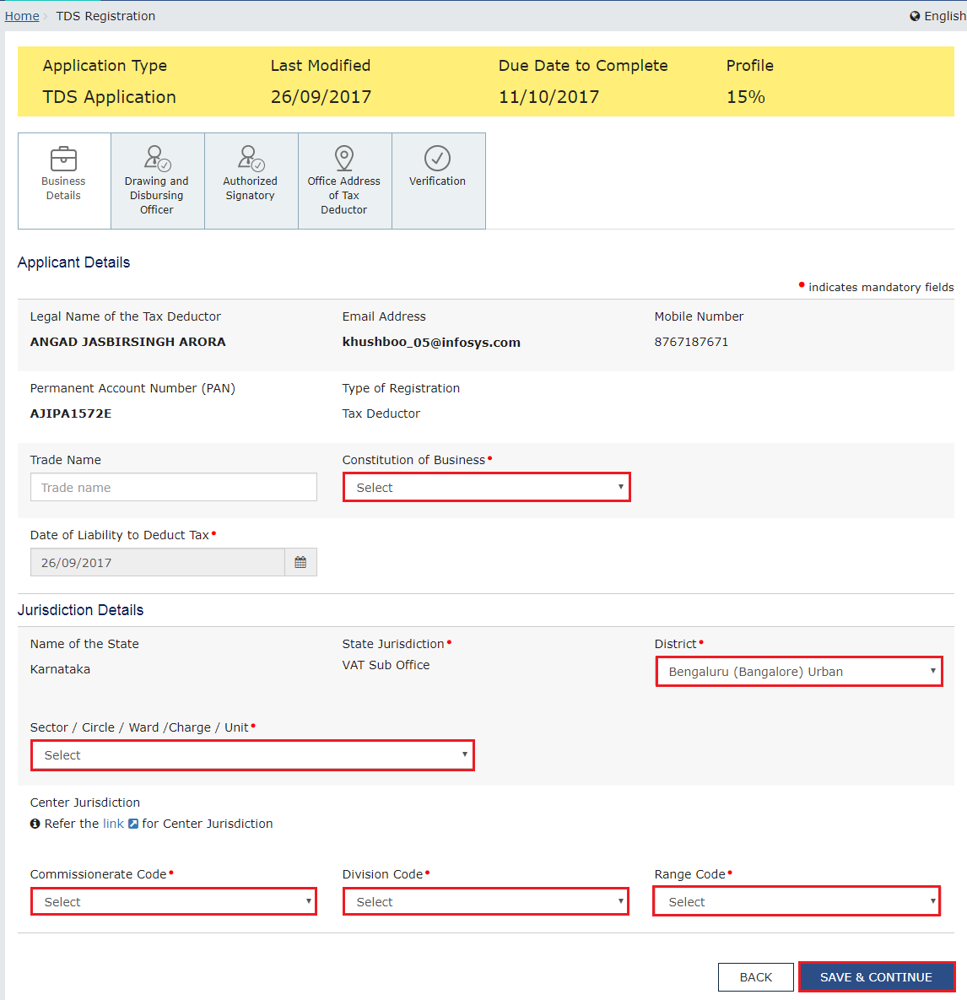 Home > TDS Registration English
Application Type Last Modified Due Date to Complete Profile
TDS Application 26/09/2017 11/10/2017 15%
Business Details
Drawing and Disbursing Officer
Authorized Signatory
Office Address of Tax Deductor
Verification
Applicant Details
• indicates mandatory fields
Legal Name of the Tax Deductor Email Address Mobile Number
ANGAD JASBIRSINGH ARORA khushboo_05@infosys.com 8767187671
Permanent Account Number (PAN) Type of Registration
AJIPA1572E Tax Deductor
Trade Name Constitution of Business•
Trade name Select
Date of Liability to Deduct Tax•
26/09/2017
Jurisdiction Details
Name of the State State Jurisdiction• District•
Karnataka VAT Sub Office Bengaluru (Bangalore) Urban
Sector / Circle / Ward /Charge / Unit•
Select
Center Jurisdiction
Refer the link for Center Jurisdiction
Commissionerate Code• Division Code• Range Code•
Select Select Select
BACK SAVE & CONTINUE